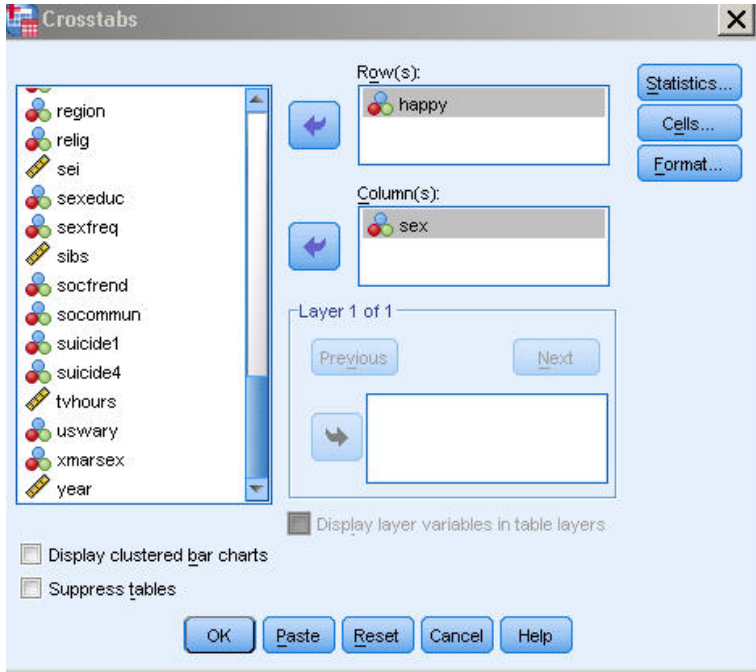 Crosstabs
region
relig
sei
sexeduc
sexfreq
sibs
socfrend
socommun
suicide1
suicide4
tvhours
uswary
xmarsex
year
Row(s):
happy
Column(s):
sex
Layer 1 of 1
Previous
Next
Display layer variables in table layers
Statistics...
Cells...
Format...
Display clustered bar charts
Suppress tables
OK
Paste
Reset
Cancel
Help